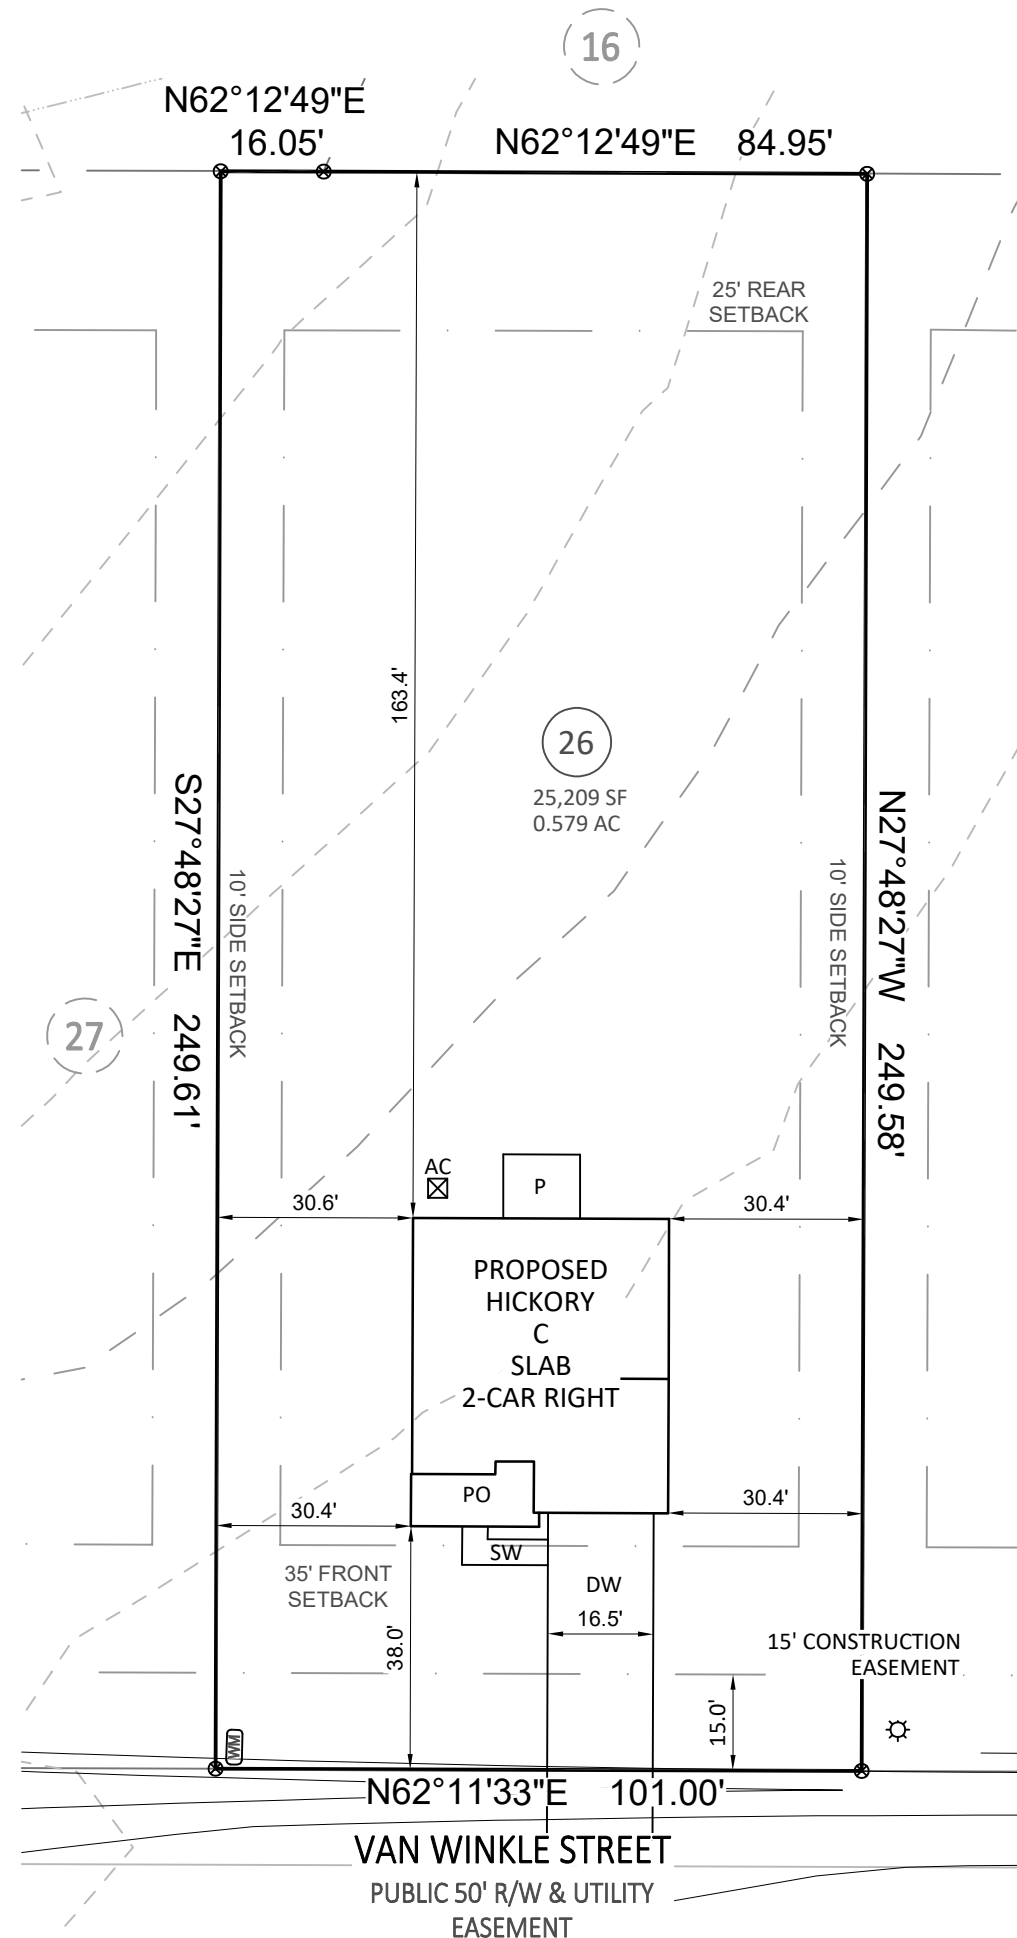 16
N62°12'49"E
16.05'
N62°12'49"E 84.95'
25' REAR
SETBACK
163.4'
26
25,209 SF
0.579 AC
S27°48'27"E 249.61'
10' SIDE SETBACK
10' SIDE SETBACK
N27°48'27"W 249.58'
27
AC
P
30.6'
30.4'
PROPOSED
HICKORY
C
SLAB
2-CAR RIGHT
PO
30.4'
30.4'
SW
35' FRONT
SETBACK
DW
16.5'
38.0'
15' CONSTRUCTION
EASEMENT
15.0'
WM
N62°11'33"E 101.00'
VAN WINKLE STREET
PUBLIC 50' R/W & UTILITY
EASEMENT